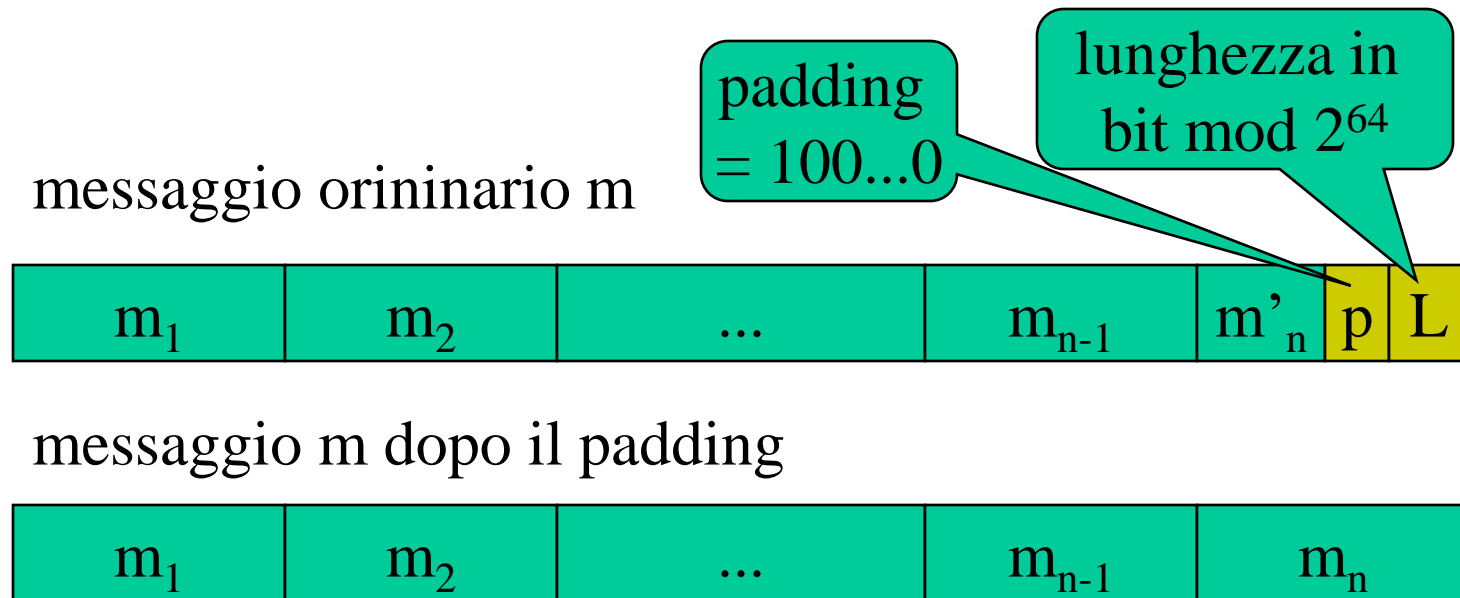 padding
= 100...0
lunghezza in
bit mod 2⁶⁴
messaggio orininario m
m₁ m₂ ... mₙ₋₁ m’ₙ p L
messaggio m dopo il padding
m₁ m₂ ... mₙ₋₁ mₙ